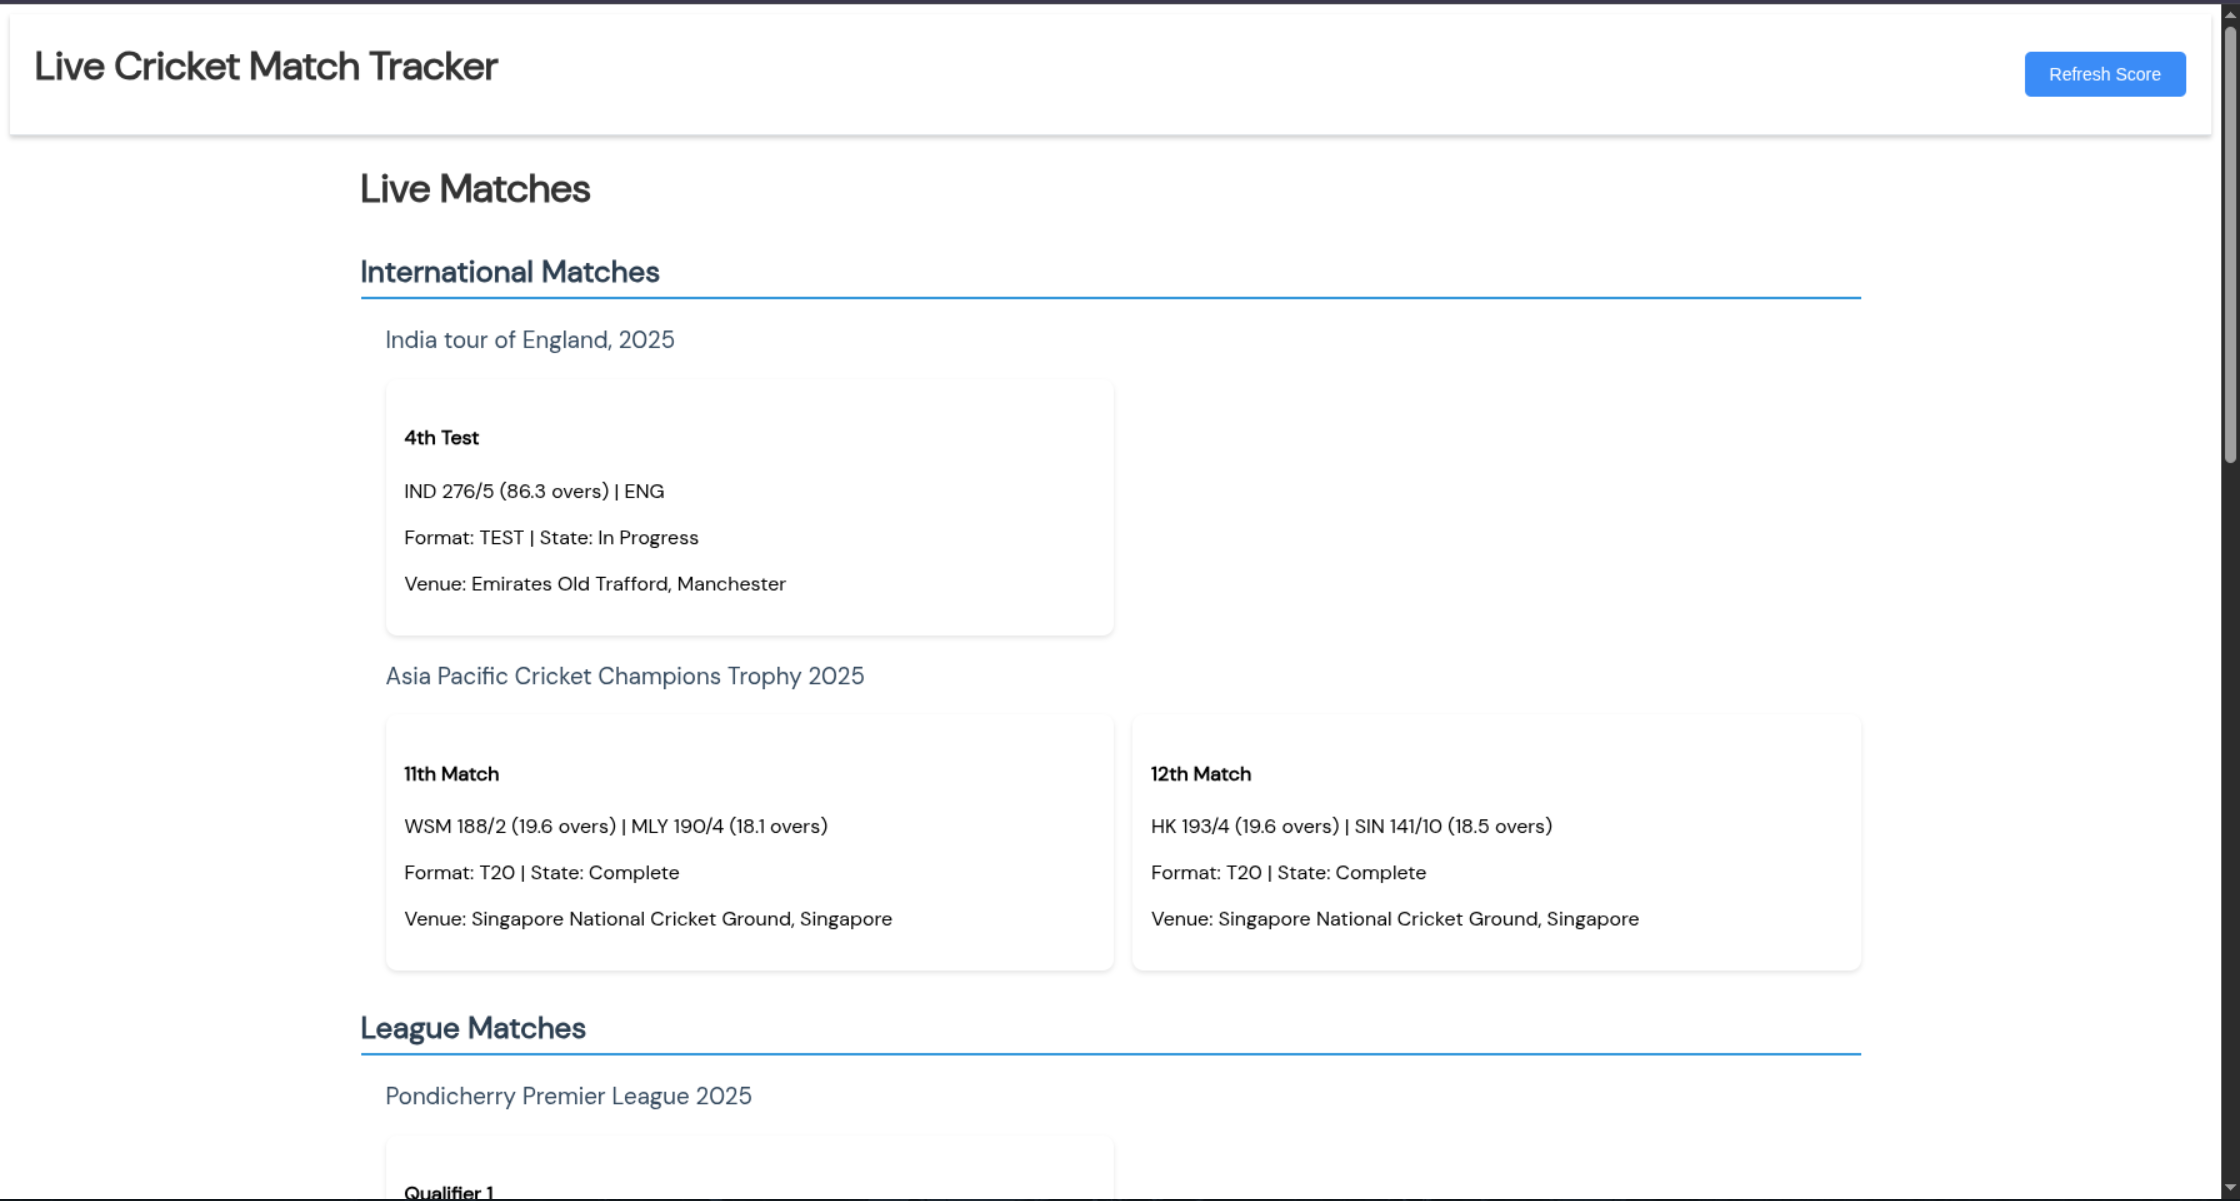 Live Cricket Match Tracker
Refresh Score
Live Matches
International Matches
India tour of England, 2025
4th Test
IND 276/5 (86.3 overs) | ENG
Format: TEST | State: In Progress
Venue: Emirates Old Trafford, Manchester
Asia Pacific Cricket Champions Trophy 2025
11th Match
WSM 188/2 (19.6 overs) | MLY 190/4 (18.1 overs)
Format: T20 | State: Complete
Venue: Singapore National Cricket Ground, Singapore
12th Match
HK 193/4 (19.6 overs) | SIN 141/10 (18.5 overs)
Format: T20 | State: Complete
Venue: Singapore National Cricket Ground, Singapore
League Matches
Pondicherry Premier League 2025
Qualifier 1